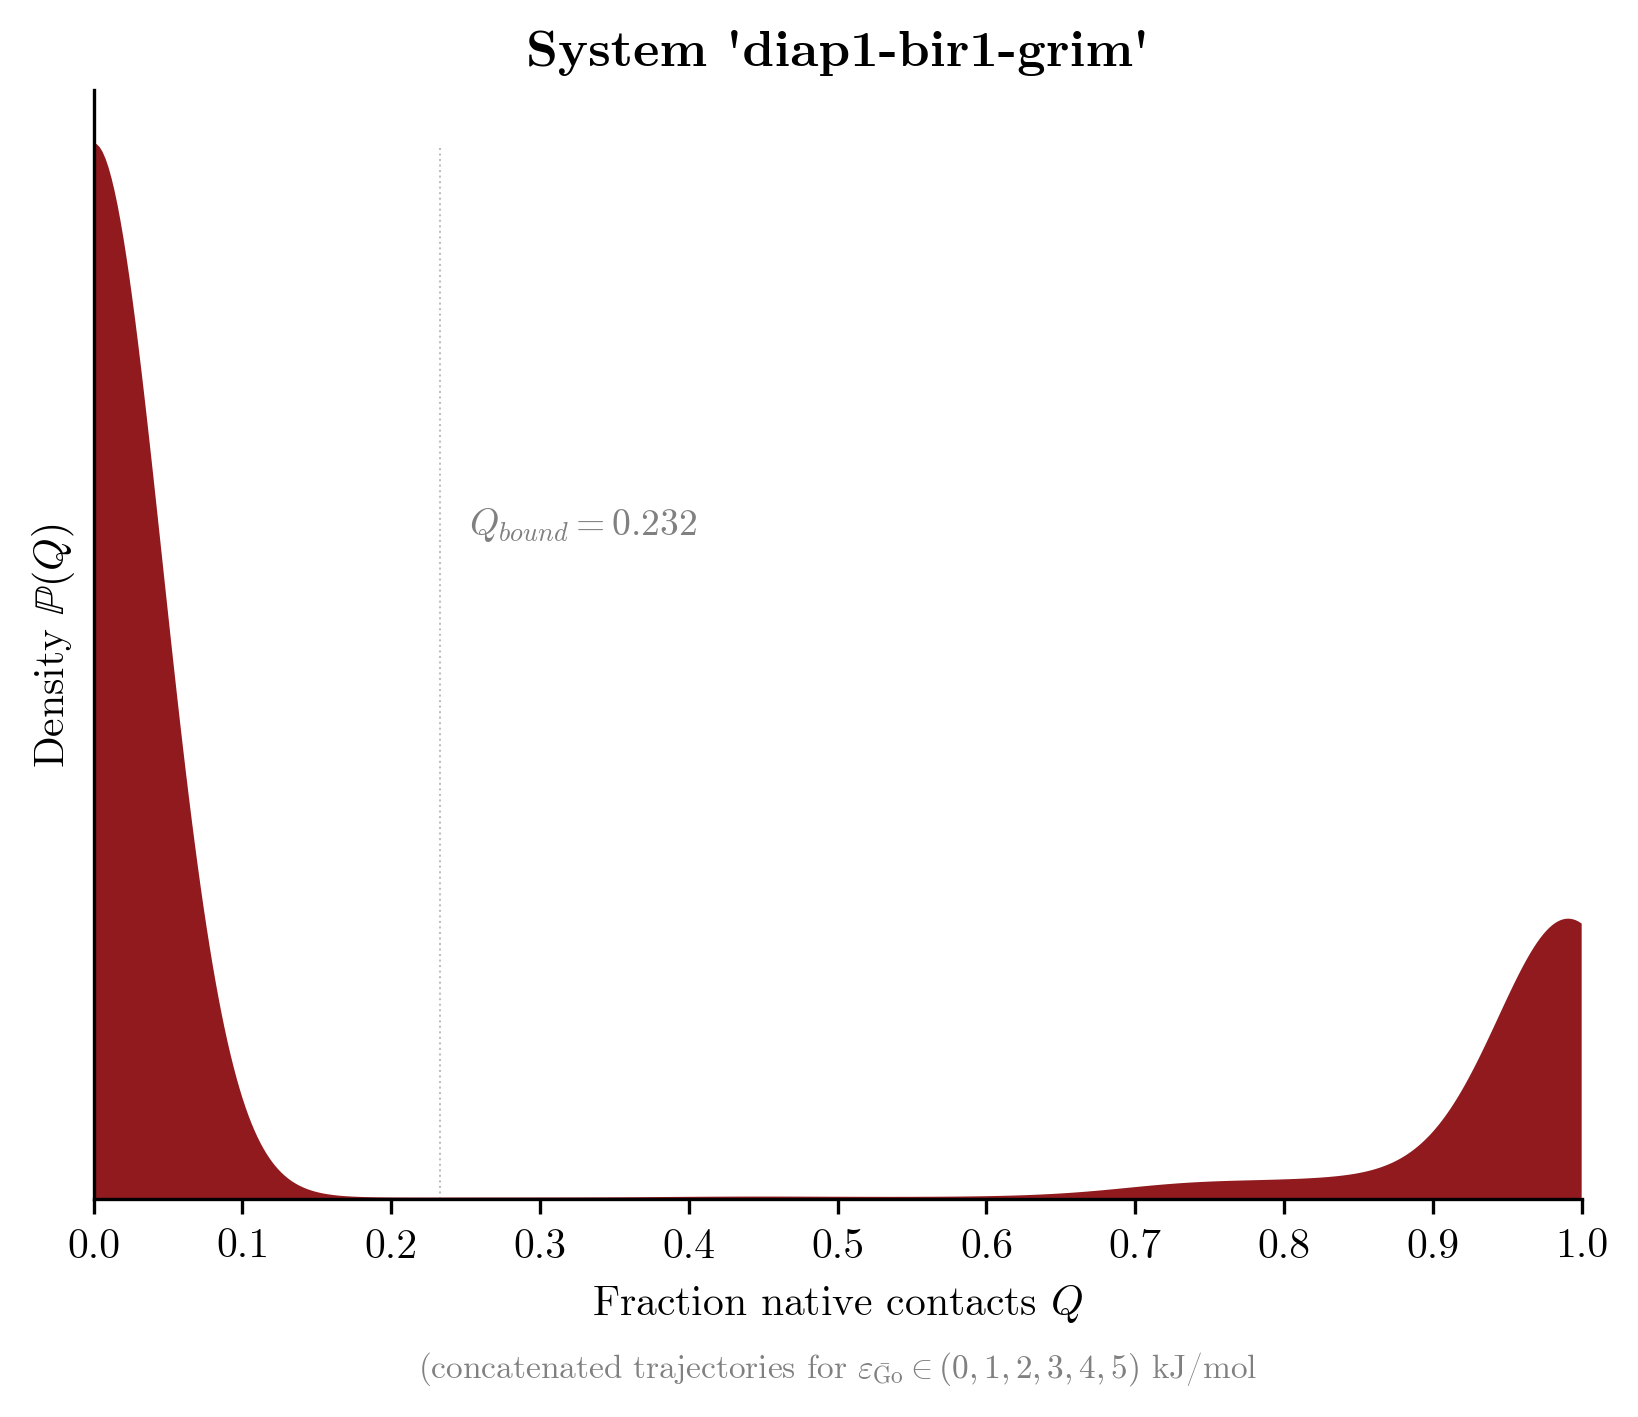 System 'diap1-bir1-grim'
Density ℙ(Q)
Q_bound = 0.232
0.0 0.1 0.2 0.3 0.4 0.5 0.6 0.7 0.8 0.9 1.0
Fraction native contacts Q
(concatenated trajectories for ε_Ḡo ∈ (0, 1, 2, 3, 4, 5) kJ/mol